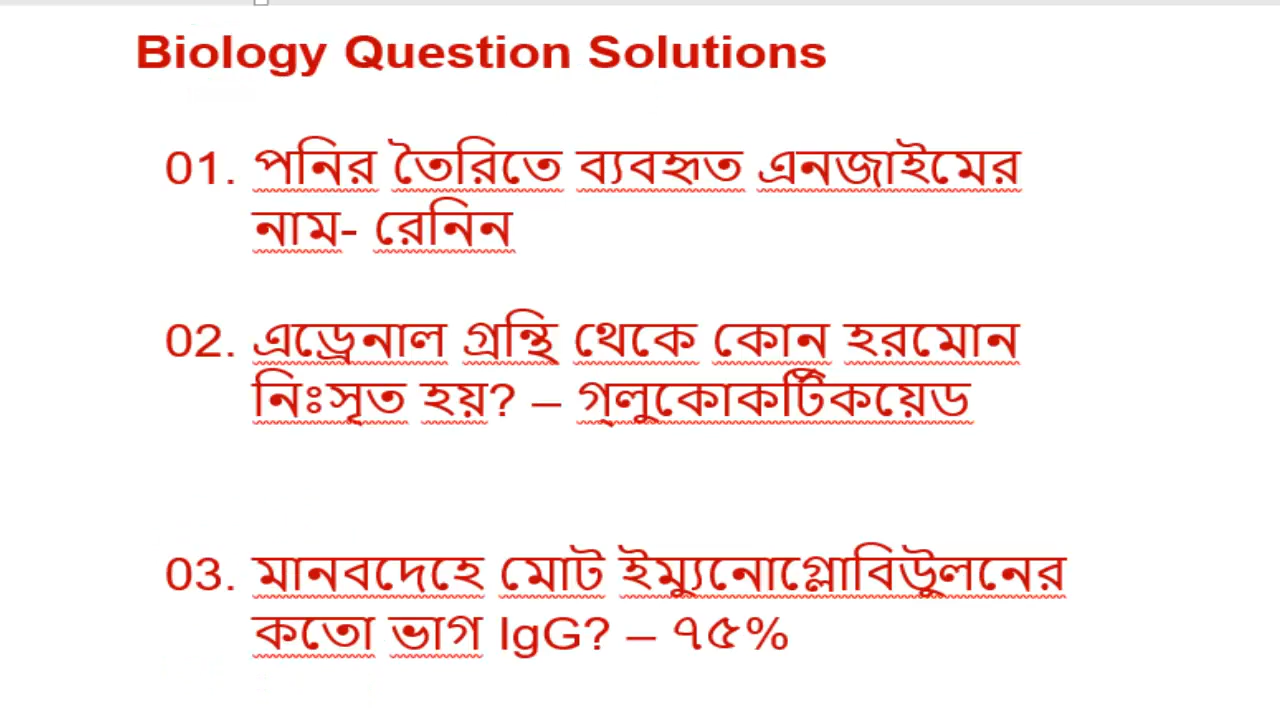 Biology Question Solutions
01. পনির তৈরিতে ব্যবহৃত এনজাইমের
নাম- রেনিন
02. এড্রেনাল গ্রন্থি থেকে কোন হরমোন
নিঃসৃত হয়? – গ্লুকোকর্টিকয়েড
03. মানবদেহে মোট ইম্যুনোগ্লোবিউুলনের
কতো ভাগ IgG? – ৭৫%